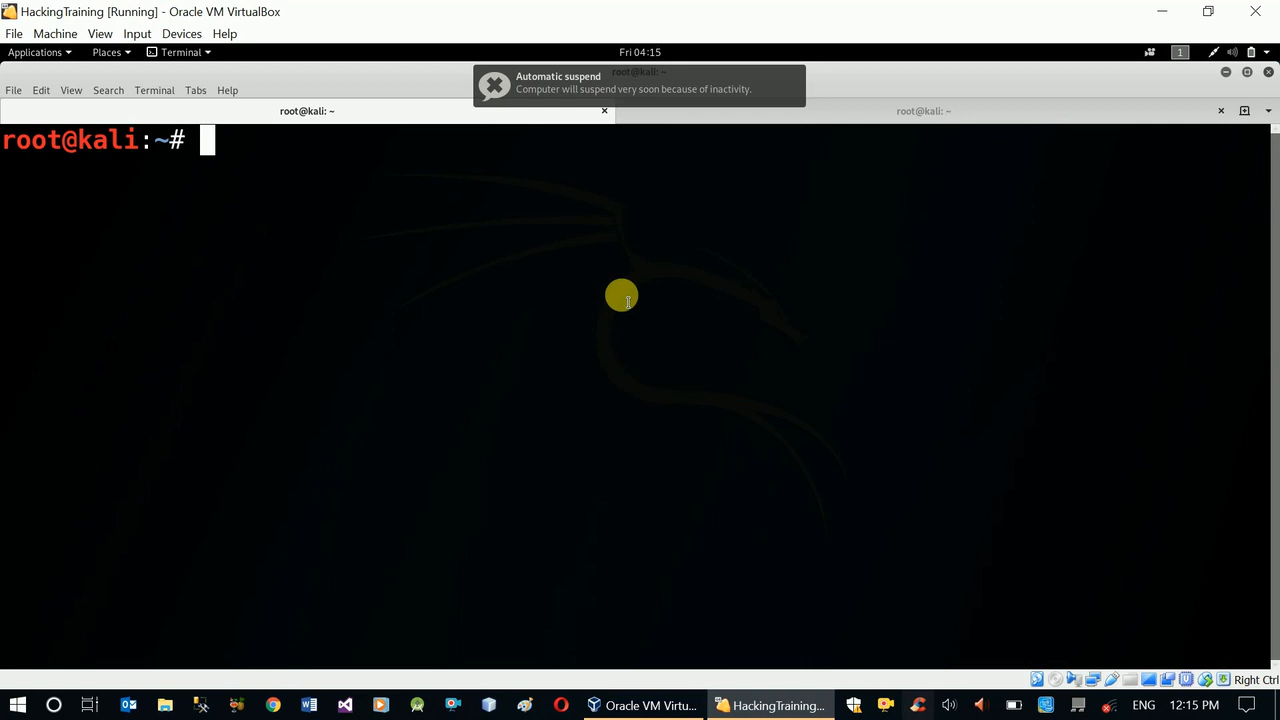 HackingTraining [Running] - Oracle VM VirtualBox
File Machine View Input Devices Help
Applications Places Terminal Fri 04:15 1
root@kali: ~
Automatic suspend
Computer will suspend very soon because of inactivity.
File Edit View Search Terminal Tabs Help
root@kali: ~ root@kali: ~
root@kali:~#
Right Ctrl
Oracle VM Virtu... HackingTraining... ENG 12:15 PM